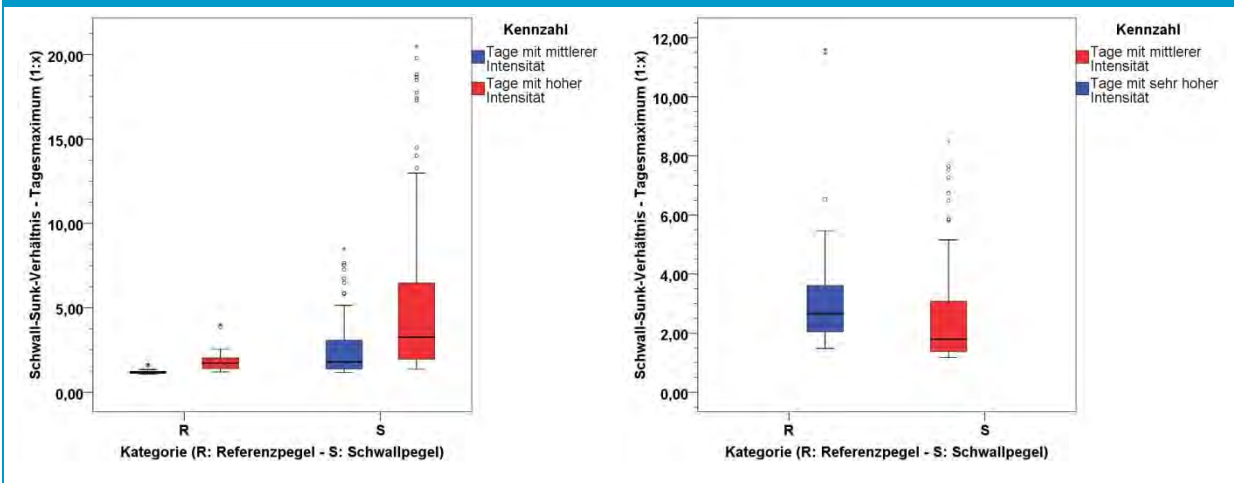 Schwall-Sunk-Verhältnis - Tagesmaximum (1:x)
20,00
15,00
10,00
5,00
0,00
R
S
Kategorie (R: Referenzpegel - S: Schwallpegel)
Kennzahl
Tage mit mittlerer
Intensität
Tage mit hoher
Intensität
Schwall-Sunk-Verhältnis - Tagesmaximum (1:x)
12,00
10,00
8,00
6,00
4,00
2,00
0,00
R
S
Kategorie (R: Referenzpegel - S: Schwallpegel)
Kennzahl
Tage mit mittlerer
Intensität
Tage mit sehr hoher
Intensität